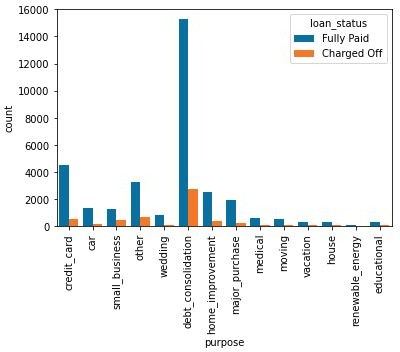 loan_status
Fully Paid
Charged Off
16000
14000
12000
10000
8000
6000
4000
2000
0
count
credit_card
car
small_business
other
wedding
debt_consolidation
home_improvement
major_purchase
medical
moving
vacation
house
renewable_energy
educational
purpose